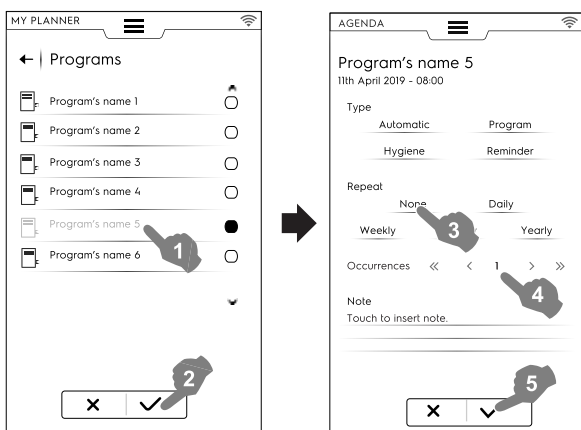 MY PLANNER
Programs
Program's name 1
Program's name 2
Program's name 3
Program's name 4
Program's name 5
Program's name 6
1
2
AGENDA
Program's name 5
11th April 2019 - 08:00
Type
Automatic Program
Hygiene Reminder
Repeat
None Daily
3
Weekly Yearly
Occurrences « < 1 > »
4
Note
Touch to insert note.
5